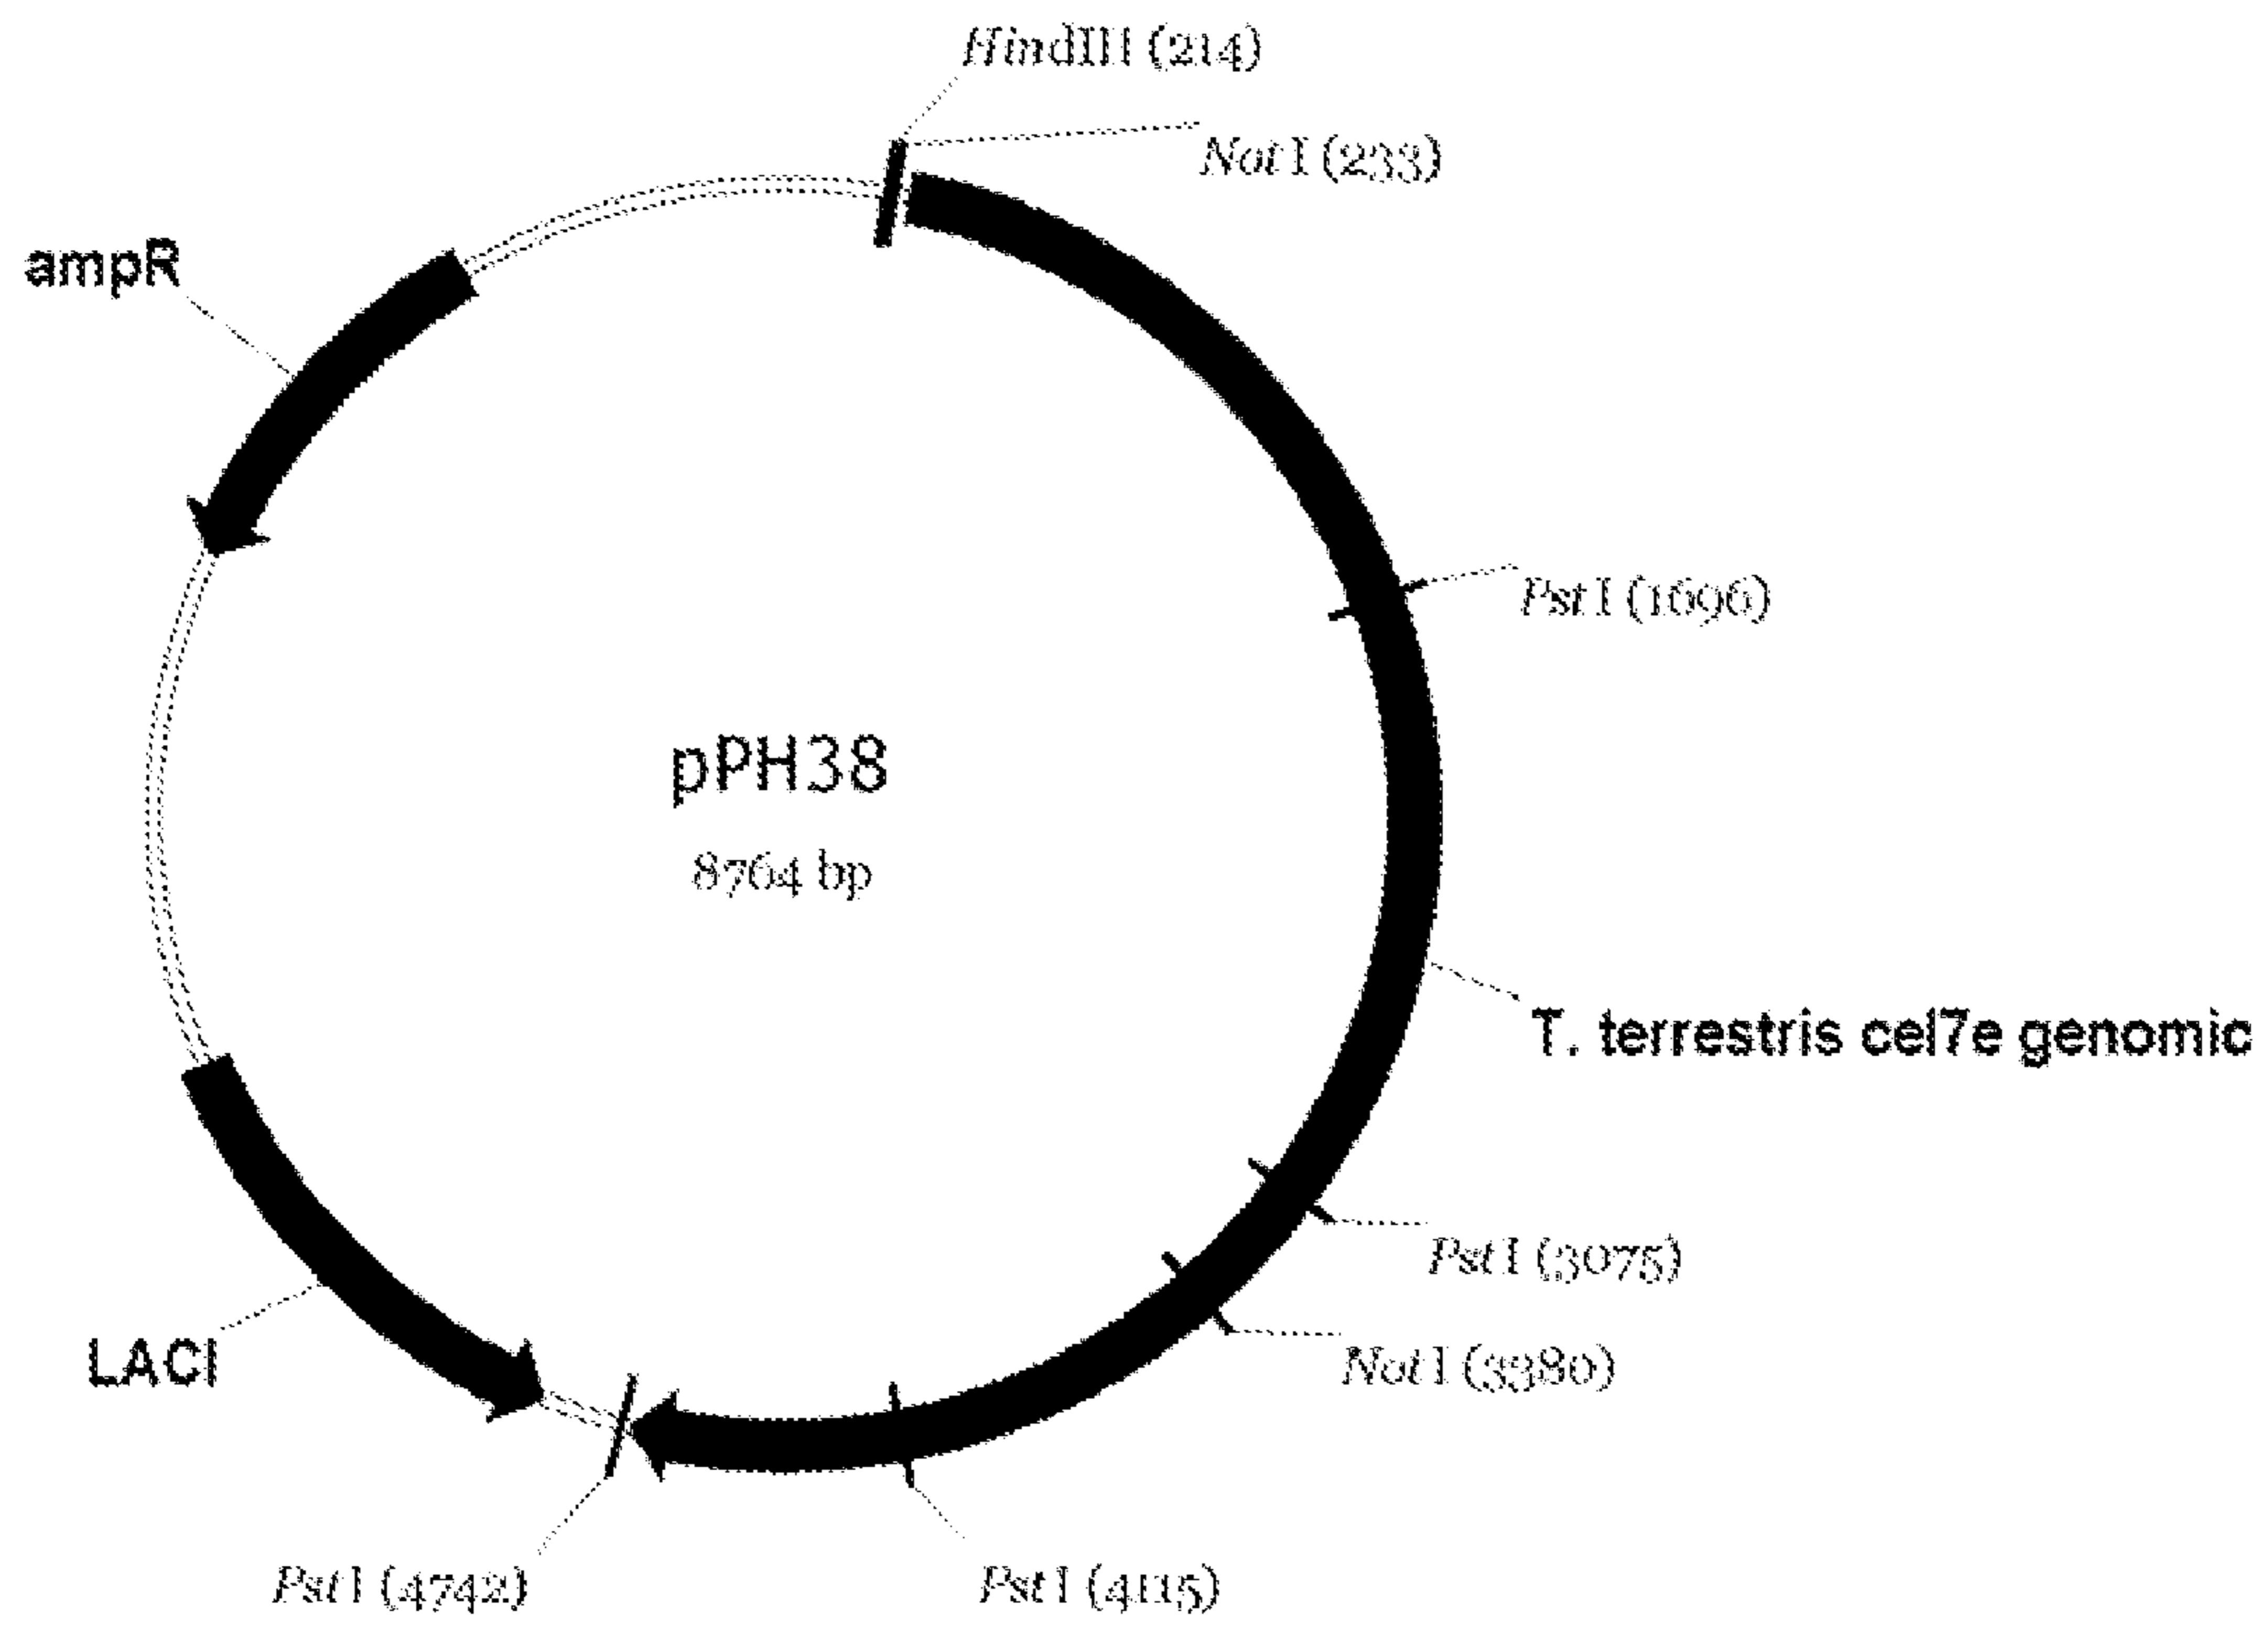 HindIII (214)
NotI (233)
ampR
PstI (1696)
pPH38
8764 bp
T. terrestris cel7e genomic
PstI (3075)
NotI (3380)
LACI
PstI (4742)
PstI (4115)